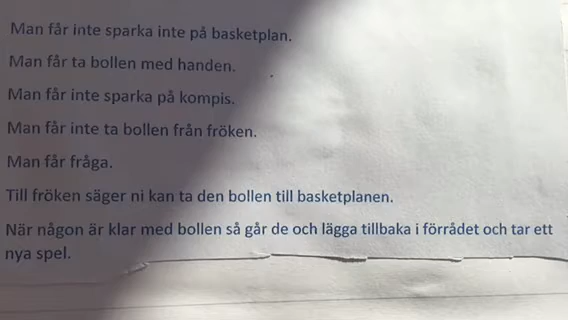 Man får inte sparka inte på basketplan.
Man får ta bollen med handen.
Man får inte sparka på kompis.
Man får inte ta bollen från fröken.
Man får fråga.
Till fröken säger ni kan ta den bollen till basketplanen.
När någon är klar med bollen så går de och lägga tillbaka i förrådet och tar ett
nya spel.